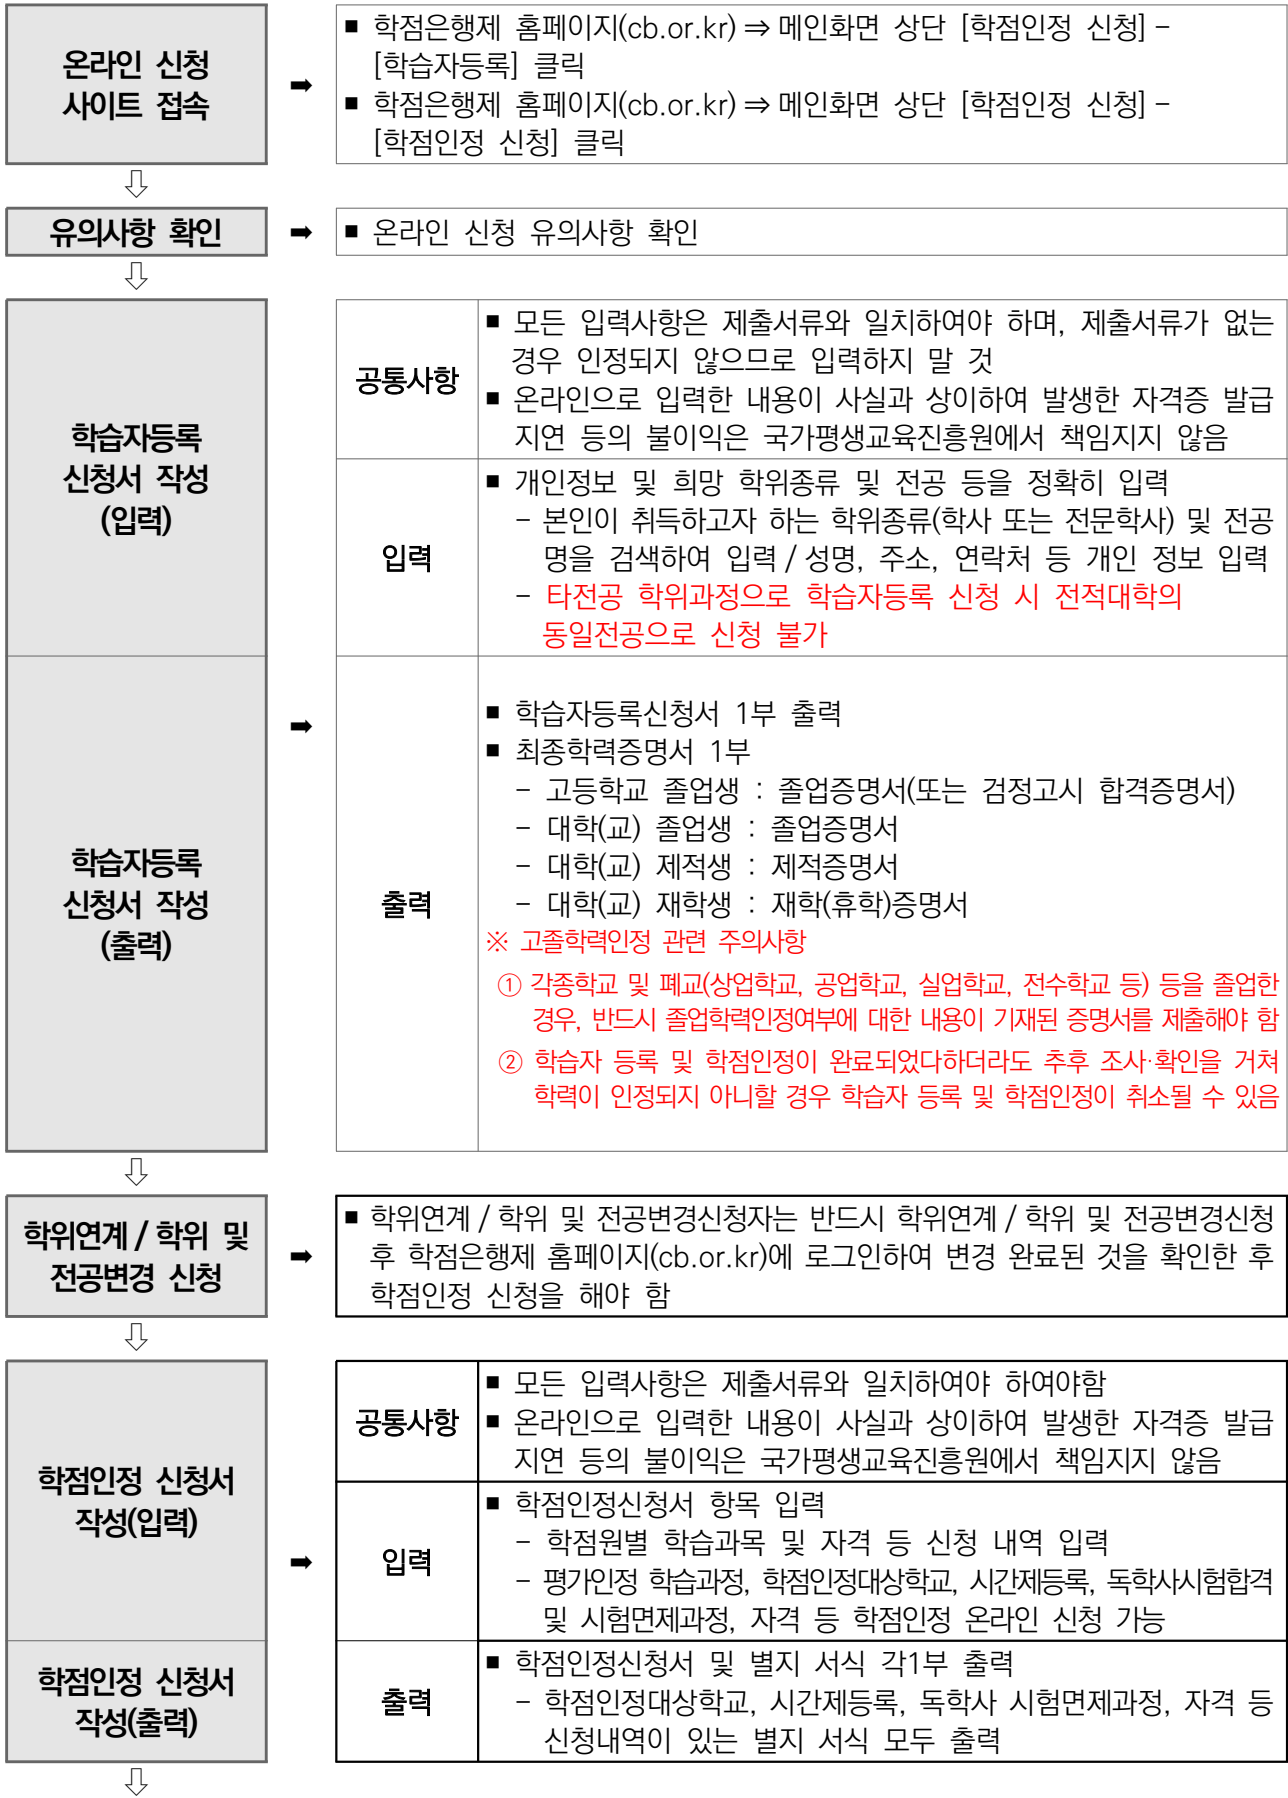 온라인 신청
사이트 접속
➡
■ 학점은행제 홈페이지(cb.or.kr) ⇒ 메인화면 상단 [학점인정 신청] -
[학습자등록] 클릭
■ 학점은행제 홈페이지(cb.or.kr) ⇒ 메인화면 상단 [학점인정 신청] -
[학점인정 신청] 클릭
⇩
유의사항 확인
➡
■ 온라인 신청 유의사항 확인
⇩
학습자등록
신청서 작성
(입력)
공통사항
■ 모든 입력사항은 제출서류와 일치하여야 하며, 제출서류가 없는
경우 인정되지 않으므로 입력하지 말 것
■ 온라인으로 입력한 내용이 사실과 상이하여 발생한 자격증 발급
지연 등의 불이익은 국가평생교육진흥원에서 책임지지 않음
입력
■ 개인정보 및 희망 학위종류 및 전공 등을 정확히 입력
- 본인이 취득하고자 하는 학위종류(학사 또는 전문학사) 및 전공
명을 검색하여 입력 / 성명, 주소, 연락처 등 개인 정보 입력
- 타전공 학위과정으로 학습자등록 신청 시 전적대학의
동일전공으로 신청 불가
➡
학습자등록
신청서 작성
(출력)
출력
■ 학습자등록신청서 1부 출력
■ 최종학력증명서 1부
- 고등학교 졸업생 : 졸업증명서(또는 검정고시 합격증명서)
- 대학(교) 졸업생 : 졸업증명서
- 대학(교) 제적생 : 제적증명서
- 대학(교) 재학생 : 재학(휴학)증명서
※ 고졸학력인정 관련 주의사항
① 각종학교 및 폐교(상업학교, 공업학교, 실업학교, 전수학교 등) 등을 졸업한
경우, 반드시 졸업학력인정여부에 대한 내용이 기재된 증명서를 제출해야 함
② 학습자 등록 및 학점인정이 완료되었다하더라도 추후 조사·확인을 거쳐
학력이 인정되지 아니할 경우 학습자 등록 및 학점인정이 취소될 수 있음
⇩
학위연계 / 학위 및
전공변경 신청
➡
■ 학위연계 / 학위 및 전공변경신청자는 반드시 학위연계 / 학위 및 전공변경신청
후 학점은행제 홈페이지(cb.or.kr)에 로그인하여 변경 완료된 것을 확인한 후
학점인정 신청을 해야 함
⇩
학점인정 신청서
작성(입력)
공통사항
■ 모든 입력사항은 제출서류와 일치하여야 하여야함
■ 온라인으로 입력한 내용이 사실과 상이하여 발생한 자격증 발급
지연 등의 불이익은 국가평생교육진흥원에서 책임지지 않음
➡
입력
■ 학점인정신청서 항목 입력
- 학점원별 학습과목 및 자격 등 신청 내역 입력
- 평가인정 학습과정, 학점인정대상학교, 시간제등록, 독학사시험합격
및 시험면제과정, 자격 등 학점인정 온라인 신청 가능
학점인정 신청서
작성(출력)
출력
■ 학점인정신청서 및 별지 서식 각1부 출력
- 학점인정대상학교, 시간제등록, 독학사 시험면제과정, 자격 등
신청내역이 있는 별지 서식 모두 출력
⇩